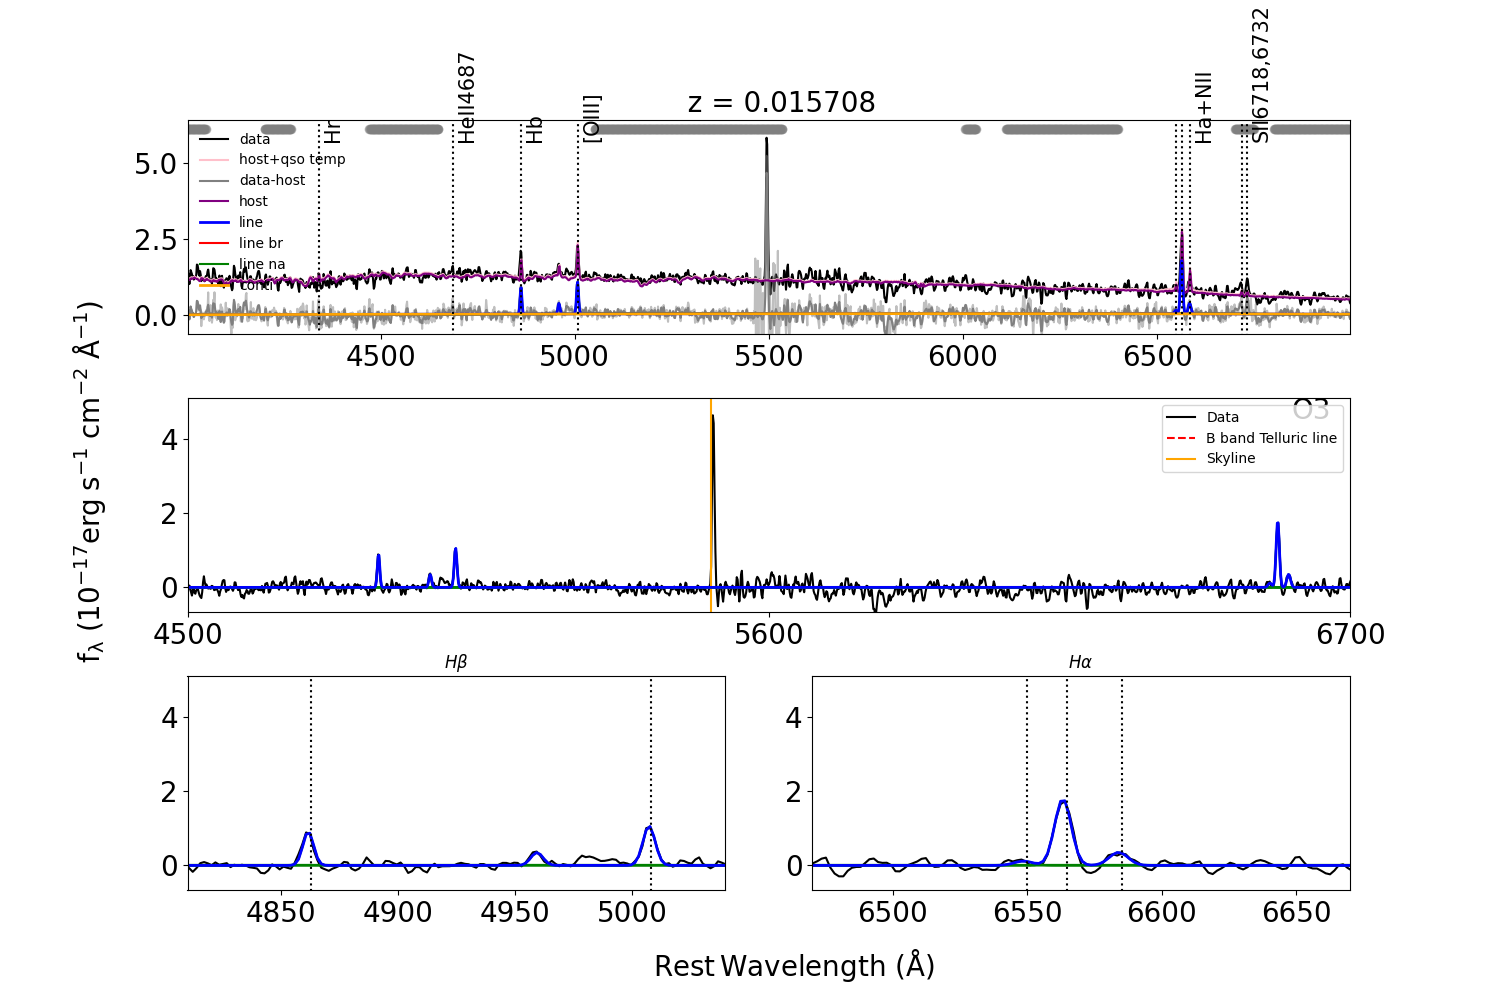 z = 0.015708
Hr
HeII4687
Hb
[OIII]
Ha+NII
SII6718,6732
data
host+qso temp
data-host
host
line
line br
line na
conti
5.0
2.5
0.0
4500 5000 5500 6000 6500
O3
Data
B band Telluric line
Skyline
4
2
0
4500 5600 6700
fλ (10⁻¹⁷erg s⁻¹ cm⁻² Å⁻¹)
Hβ
4
2
0
4850 4900 4950 5000
Hα
4
2
0
6500 6550 6600 6650
Rest Wavelength (Å)